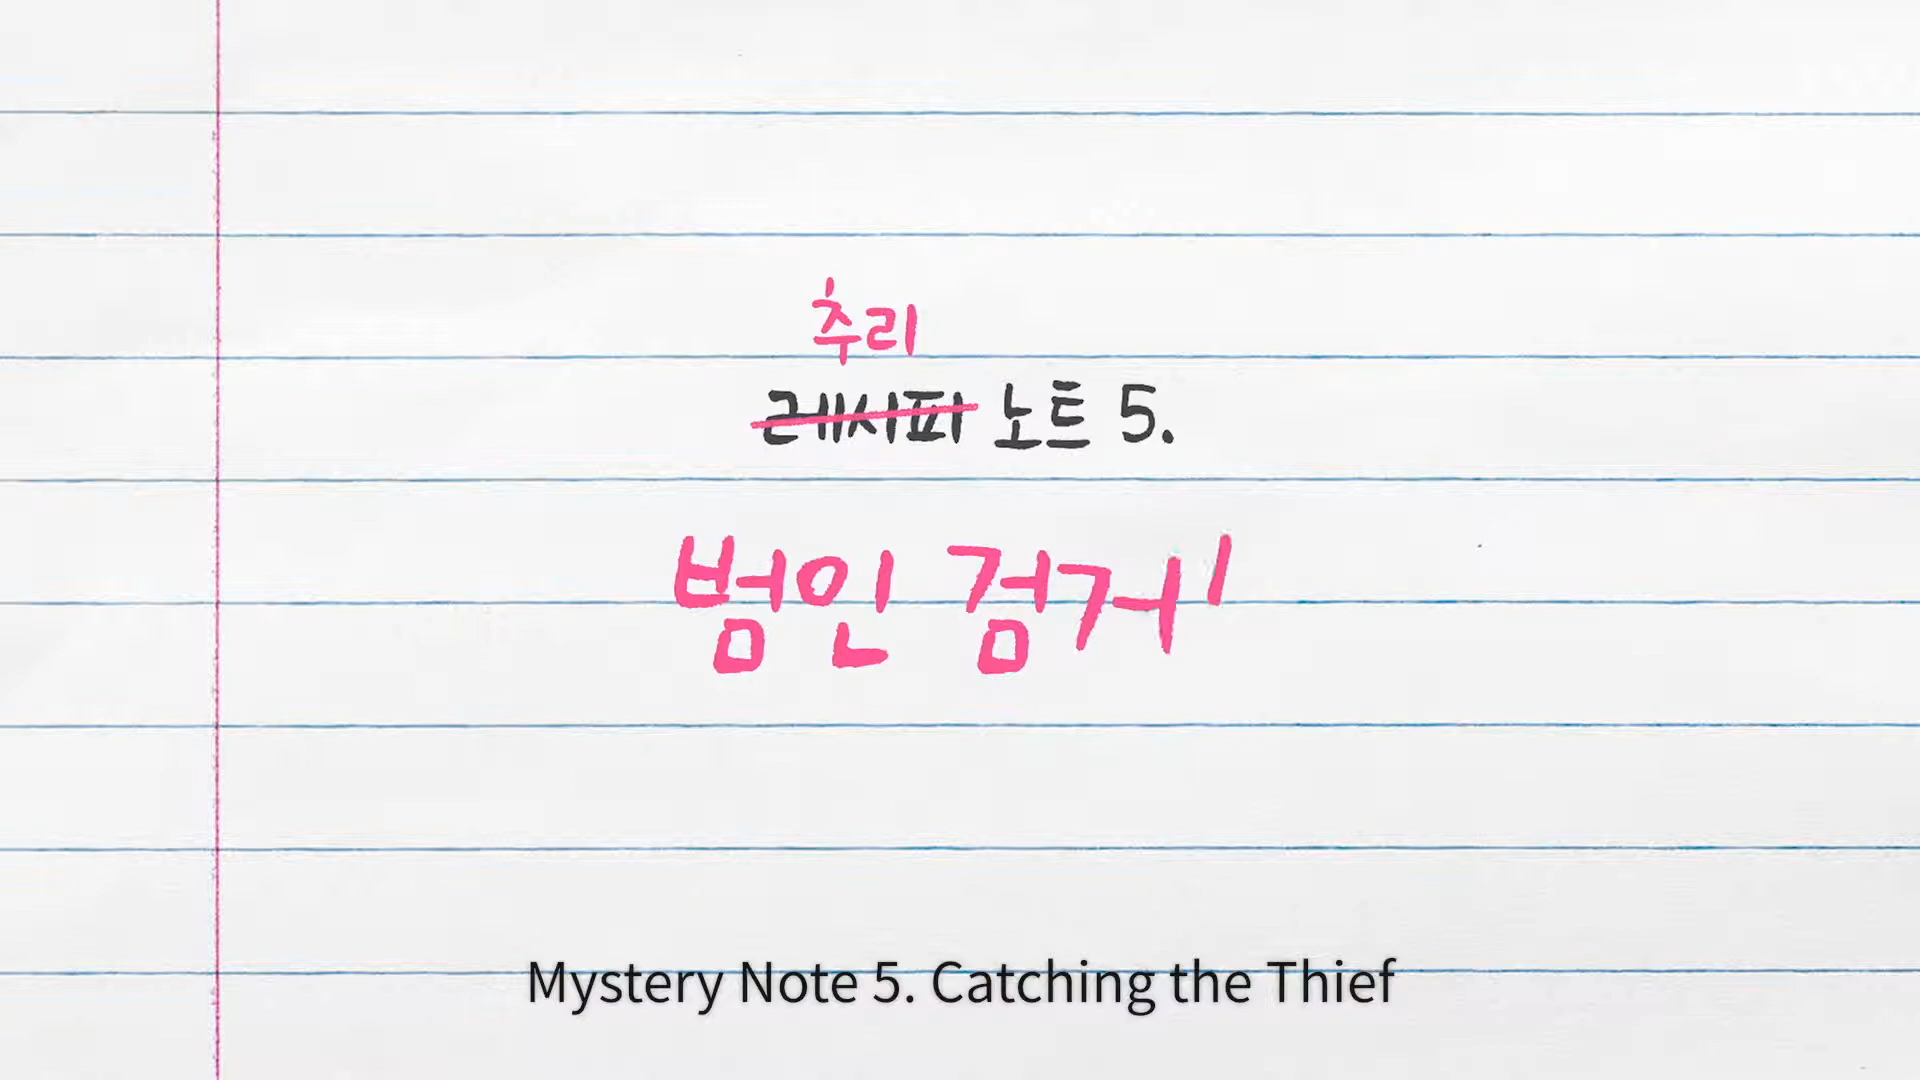 추리
레시피 노트 5.
범인 검거!
Mystery Note 5. Catching the Thief